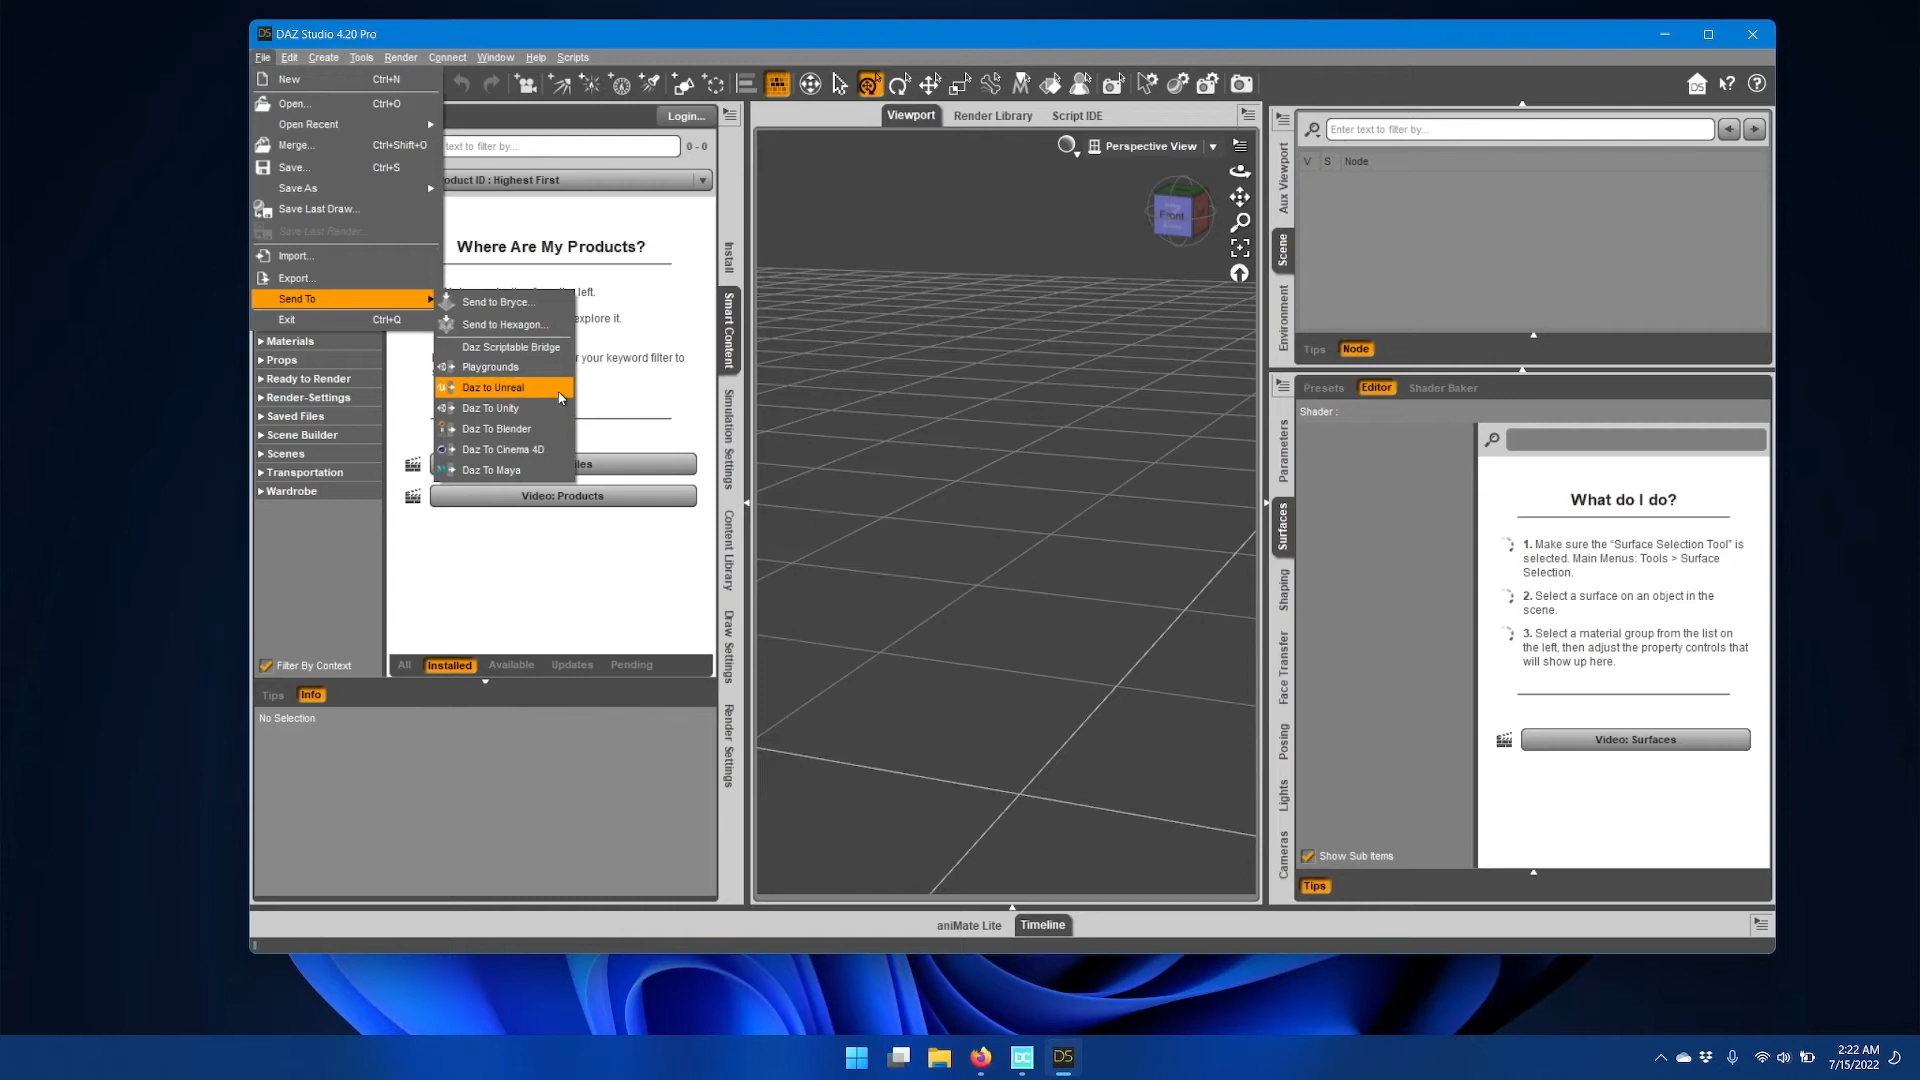 DS DAZ Studio 4.20 Pro
File Edit Create Tools Render Connect Window Help Scripts
New Ctrl+N
Open... Ctrl+O
Open Recent
Merge... Ctrl+Shift+O
Save... Ctrl+S
Save As
Save Last Draw...
Save Last Render...
Import...
Export...
Send To
Exit Ctrl+Q
Send to Bryce...
Send to Hexagon...
Daz Scriptable Bridge
Playgrounds
Daz to Unreal
Daz To Unity
Daz To Blender
Daz To Cinema 4D
Daz To Maya
Materials
Props
Ready to Render
Render-Settings
Saved Files
Scene Builder
Scenes
Transportation
Wardrobe
Filter By Context
Login...
text to filter by... 0 - 0
oduct ID : Highest First
Where Are My Products?
left.
explore it.
your keyword filter to
les
Video: Products
All Installed Available Updates Pending
Tips Info
No Selection
Install
Smart Content
Simulation Settings
Content Library
Draw Settings
Render Settings
Viewport Render Library Script IDE
Perspective View
Front
Aux Viewport
Scene
Environment
Enter text to filter by...
V S Node
Tips Node
Parameters
Surfaces
Shaping
Face Transfer
Posing
Lights
Cameras
Presets Editor Shader Baker
Shader :
What do I do?
1. Make sure the “Surface Selection Tool” is
selected. Main Menus: Tools > Surface
Selection.
2. Select a surface on an object in the
scene.
3. Select a material group from the list on
the left, then adjust the property controls that
will show up here.
Video: Surfaces
Show Sub Items
Tips
aniMate Lite Timeline
DC DS
2:22 AM
7/15/2022